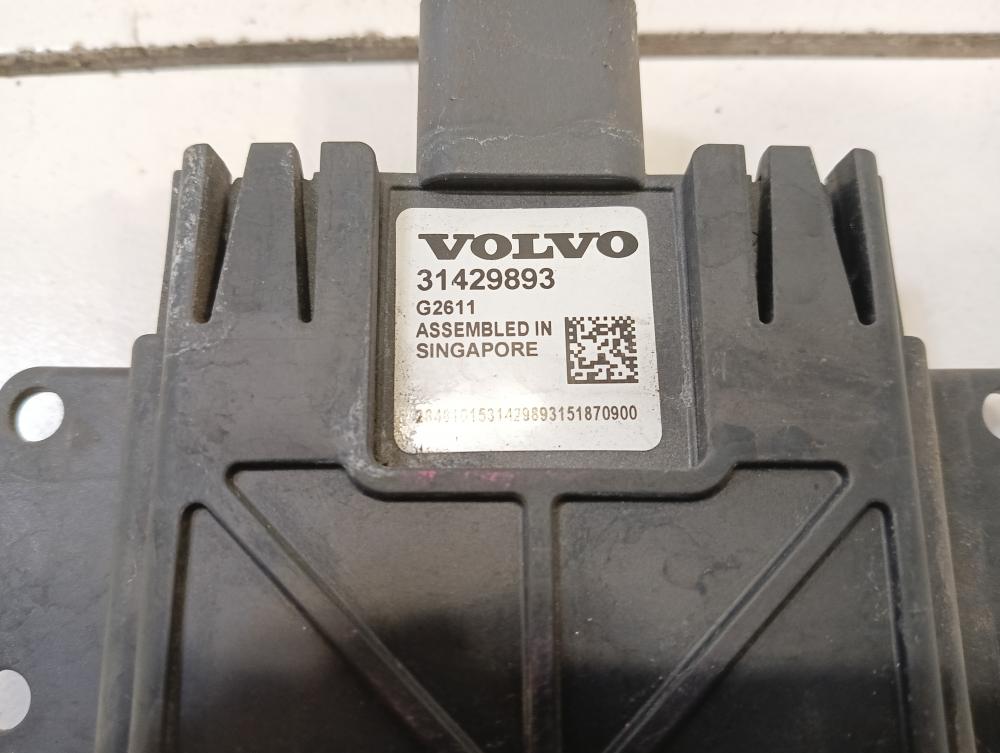 VOLVO
31429893
G2611
ASSEMBLED IN
SINGAPORE